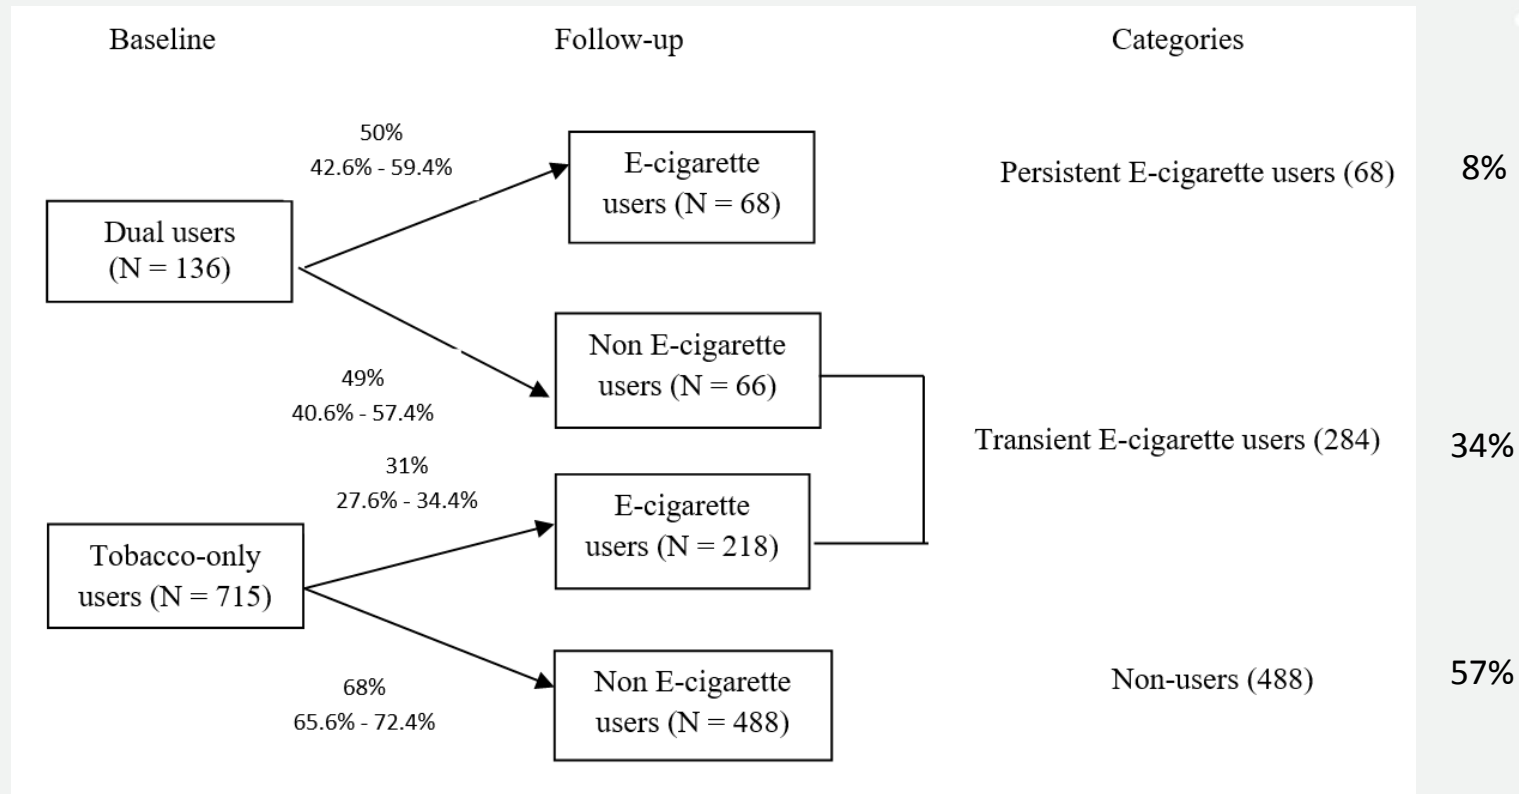 Baseline
Follow-up
Categories
50%
42.6% - 59.4%
E-cigarette
users (N = 68)
Persistent E-cigarette users (68)
8%
Dual users
(N = 136)
Non E-cigarette
users (N = 66)
49%
40.6% - 57.4%
Transient E-cigarette users (284)
34%
31%
27.6% - 34.4%
E-cigarette
users (N = 218)
Tobacco-only
users (N = 715)
Non E-cigarette
users (N = 488)
68%
65.6% - 72.4%
Non-users (488)
57%